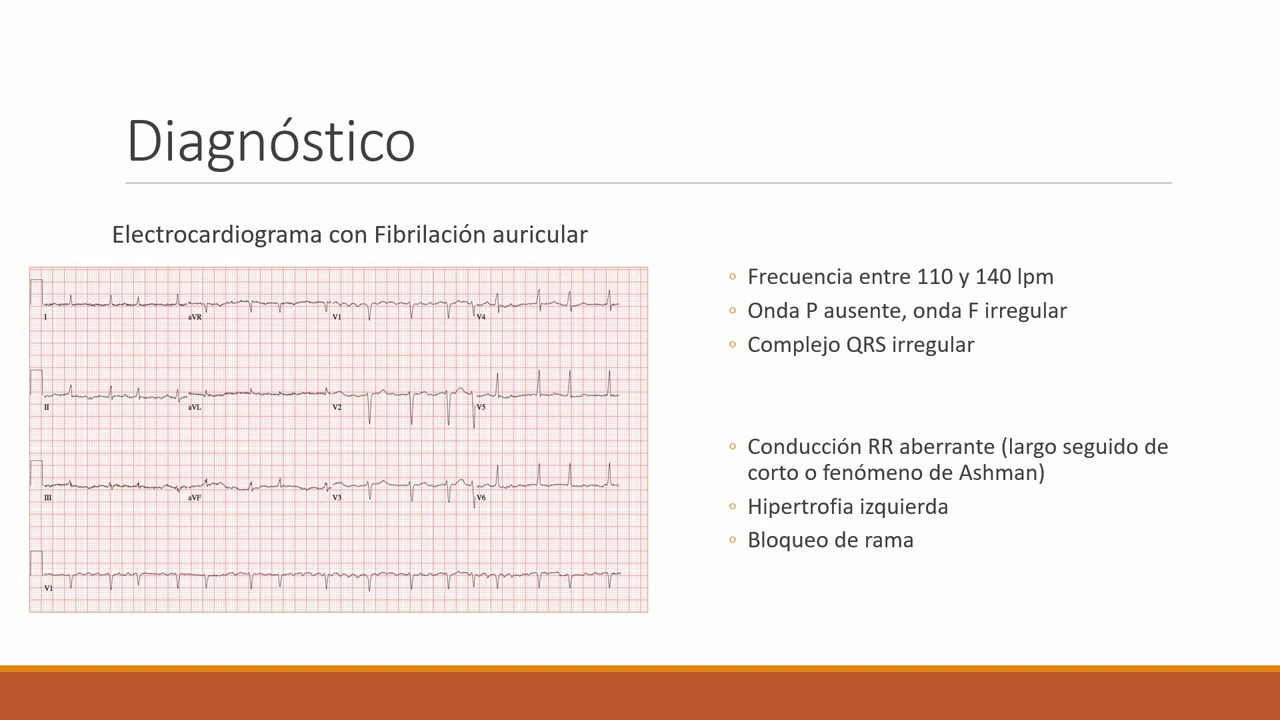 Diagnóstico
Electrocardiograma con Fibrilación auricular
I
aVR
V1
V4
II
aVL
V2
V5
III
aVF
V3
V6
V1
◦ Frecuencia entre 110 y 140 lpm
◦ Onda P ausente, onda F irregular
◦ Complejo QRS irregular
◦ Conducción RR aberrante (largo seguido de
corto o fenómeno de Ashman)
◦ Hipertrofia izquierda
◦ Bloqueo de rama